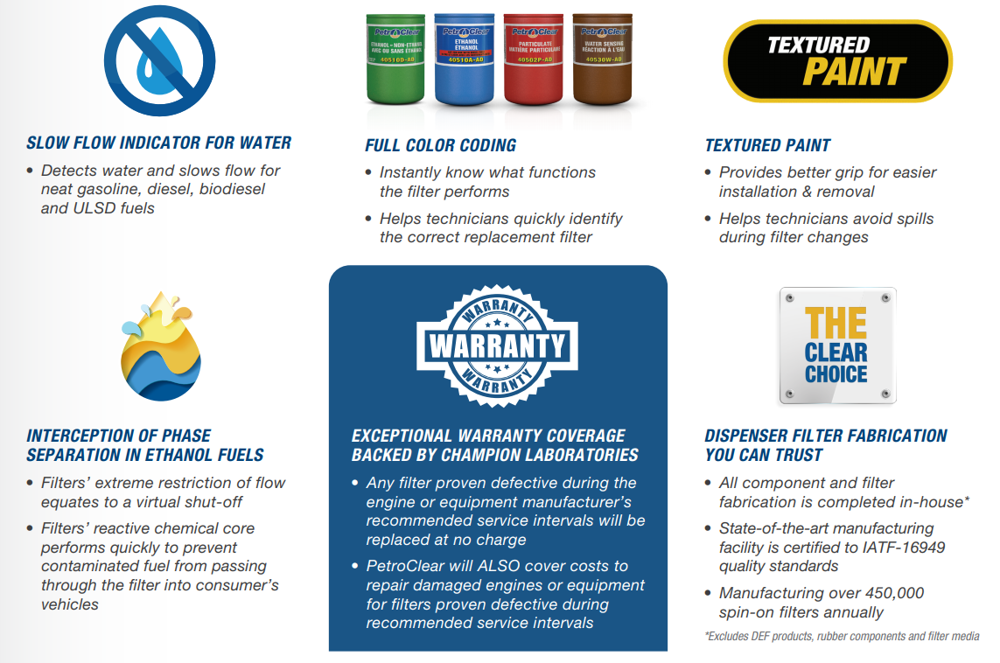 PetroClear
ETHANOL • NON-ETHANOL
AVEC OU SANS ÉTHANOL
40510D-AD
PetroClear
ETHANOL
ÉTHANOL
40510A-AD
PetroClear
PARTICULATE
MATIÈRE PARTICULAIRE
40502P-AD
PetroClear
WATER SENSING
RÉACTION À L'EAU
40530W-AD
TEXTURED
PAINT
SLOW FLOW INDICATOR FOR WATER
• Detects water and slows flow for
neat gasoline, diesel, biodiesel
and ULSD fuels
FULL COLOR CODING
• Instantly know what functions
the filter performs
• Helps technicians quickly identify
the correct replacement filter
TEXTURED PAINT
• Provides better grip for easier
installation & removal
• Helps technicians avoid spills
during filter changes
INTERCEPTION OF PHASE
SEPARATION IN ETHANOL FUELS
• Filters’ extreme restriction of flow
equates to a virtual shut-off
• Filters’ reactive chemical core
performs quickly to prevent
contaminated fuel from passing
through the filter into consumer’s
vehicles
WARRANTY
WARRANTY
WARRANTY
EXCEPTIONAL WARRANTY COVERAGE
BACKED BY CHAMPION LABORATORIES
• Any filter proven defective during the
engine or equipment manufacturer’s
recommended service intervals will be
replaced at no charge
• PetroClear will ALSO cover costs to
repair damaged engines or equipment
for filters proven defective during
recommended service intervals
THE
CLEAR
CHOICE
DISPENSER FILTER FABRICATION
YOU CAN TRUST
• All component and filter
fabrication is completed in-house*
• State-of-the-art manufacturing
facility is certified to IATF-16949
quality standards
• Manufacturing over 450,000
spin-on filters annually
*Excludes DEF products, rubber components and filter media